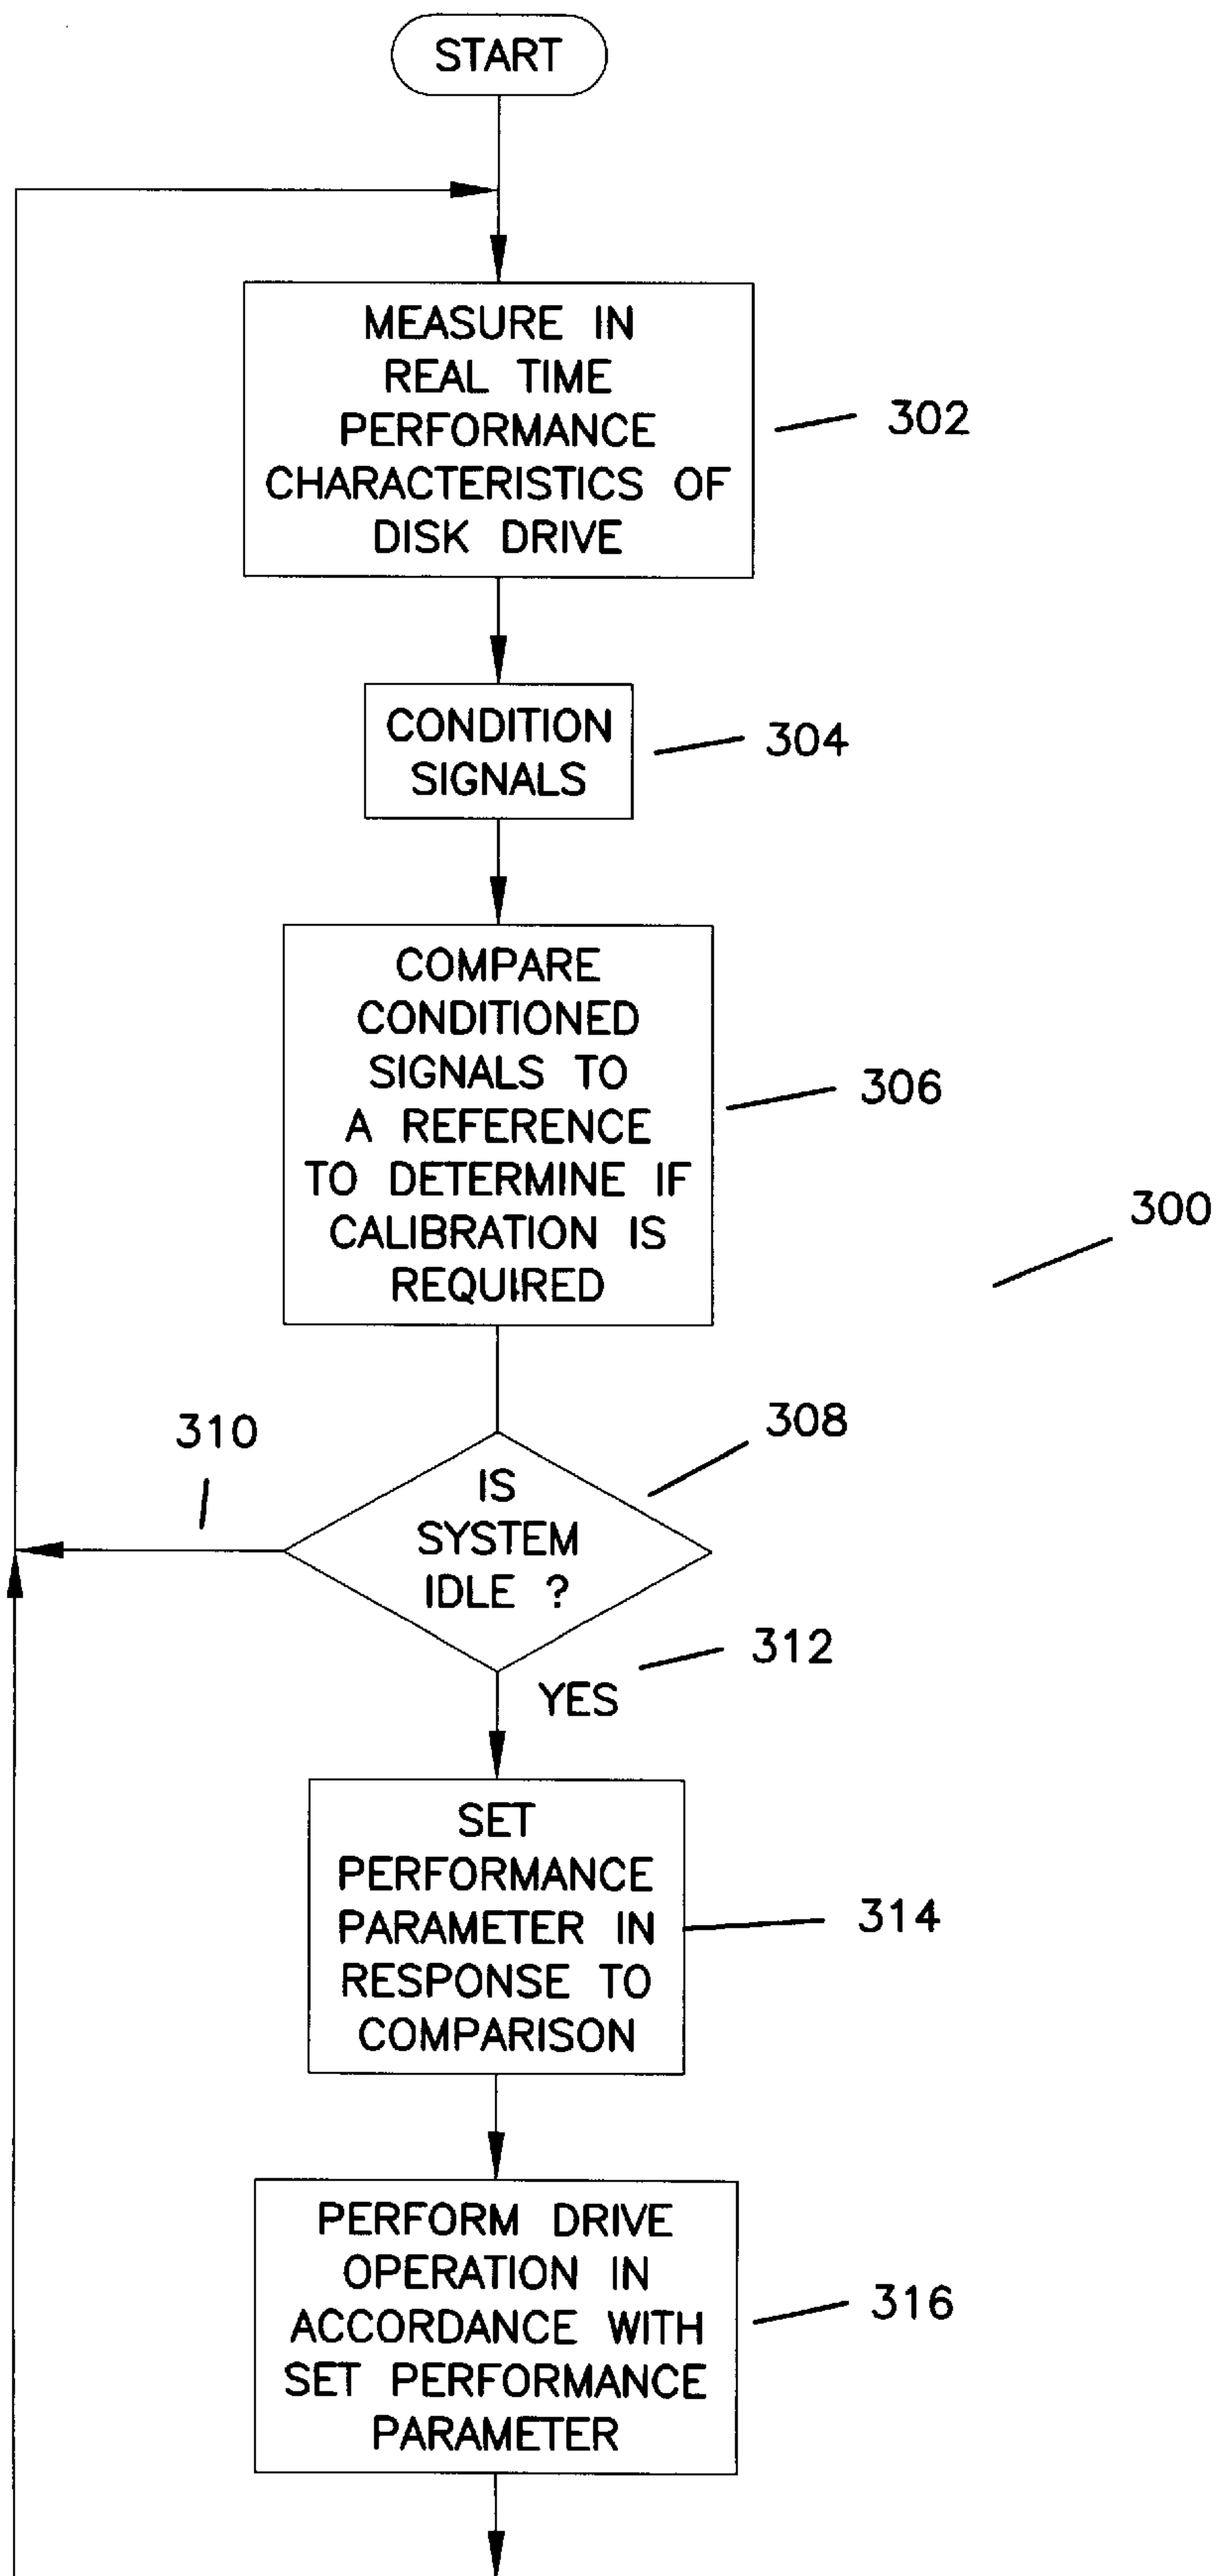 START
MEASURE IN
REAL TIME
PERFORMANCE
CHARACTERISTICS OF
DISK DRIVE
302
CONDITION
SIGNALS
304
COMPARE
CONDITIONED
SIGNALS TO
A REFERENCE
TO DETERMINE IF
CALIBRATION IS
REQUIRED
306
300
310
308
IS
SYSTEM
IDLE ?
312
YES
SET
PERFORMANCE
PARAMETER IN
RESPONSE TO
COMPARISON
314
PERFORM DRIVE
OPERATION IN
ACCORDANCE WITH
SET PERFORMANCE
PARAMETER
316